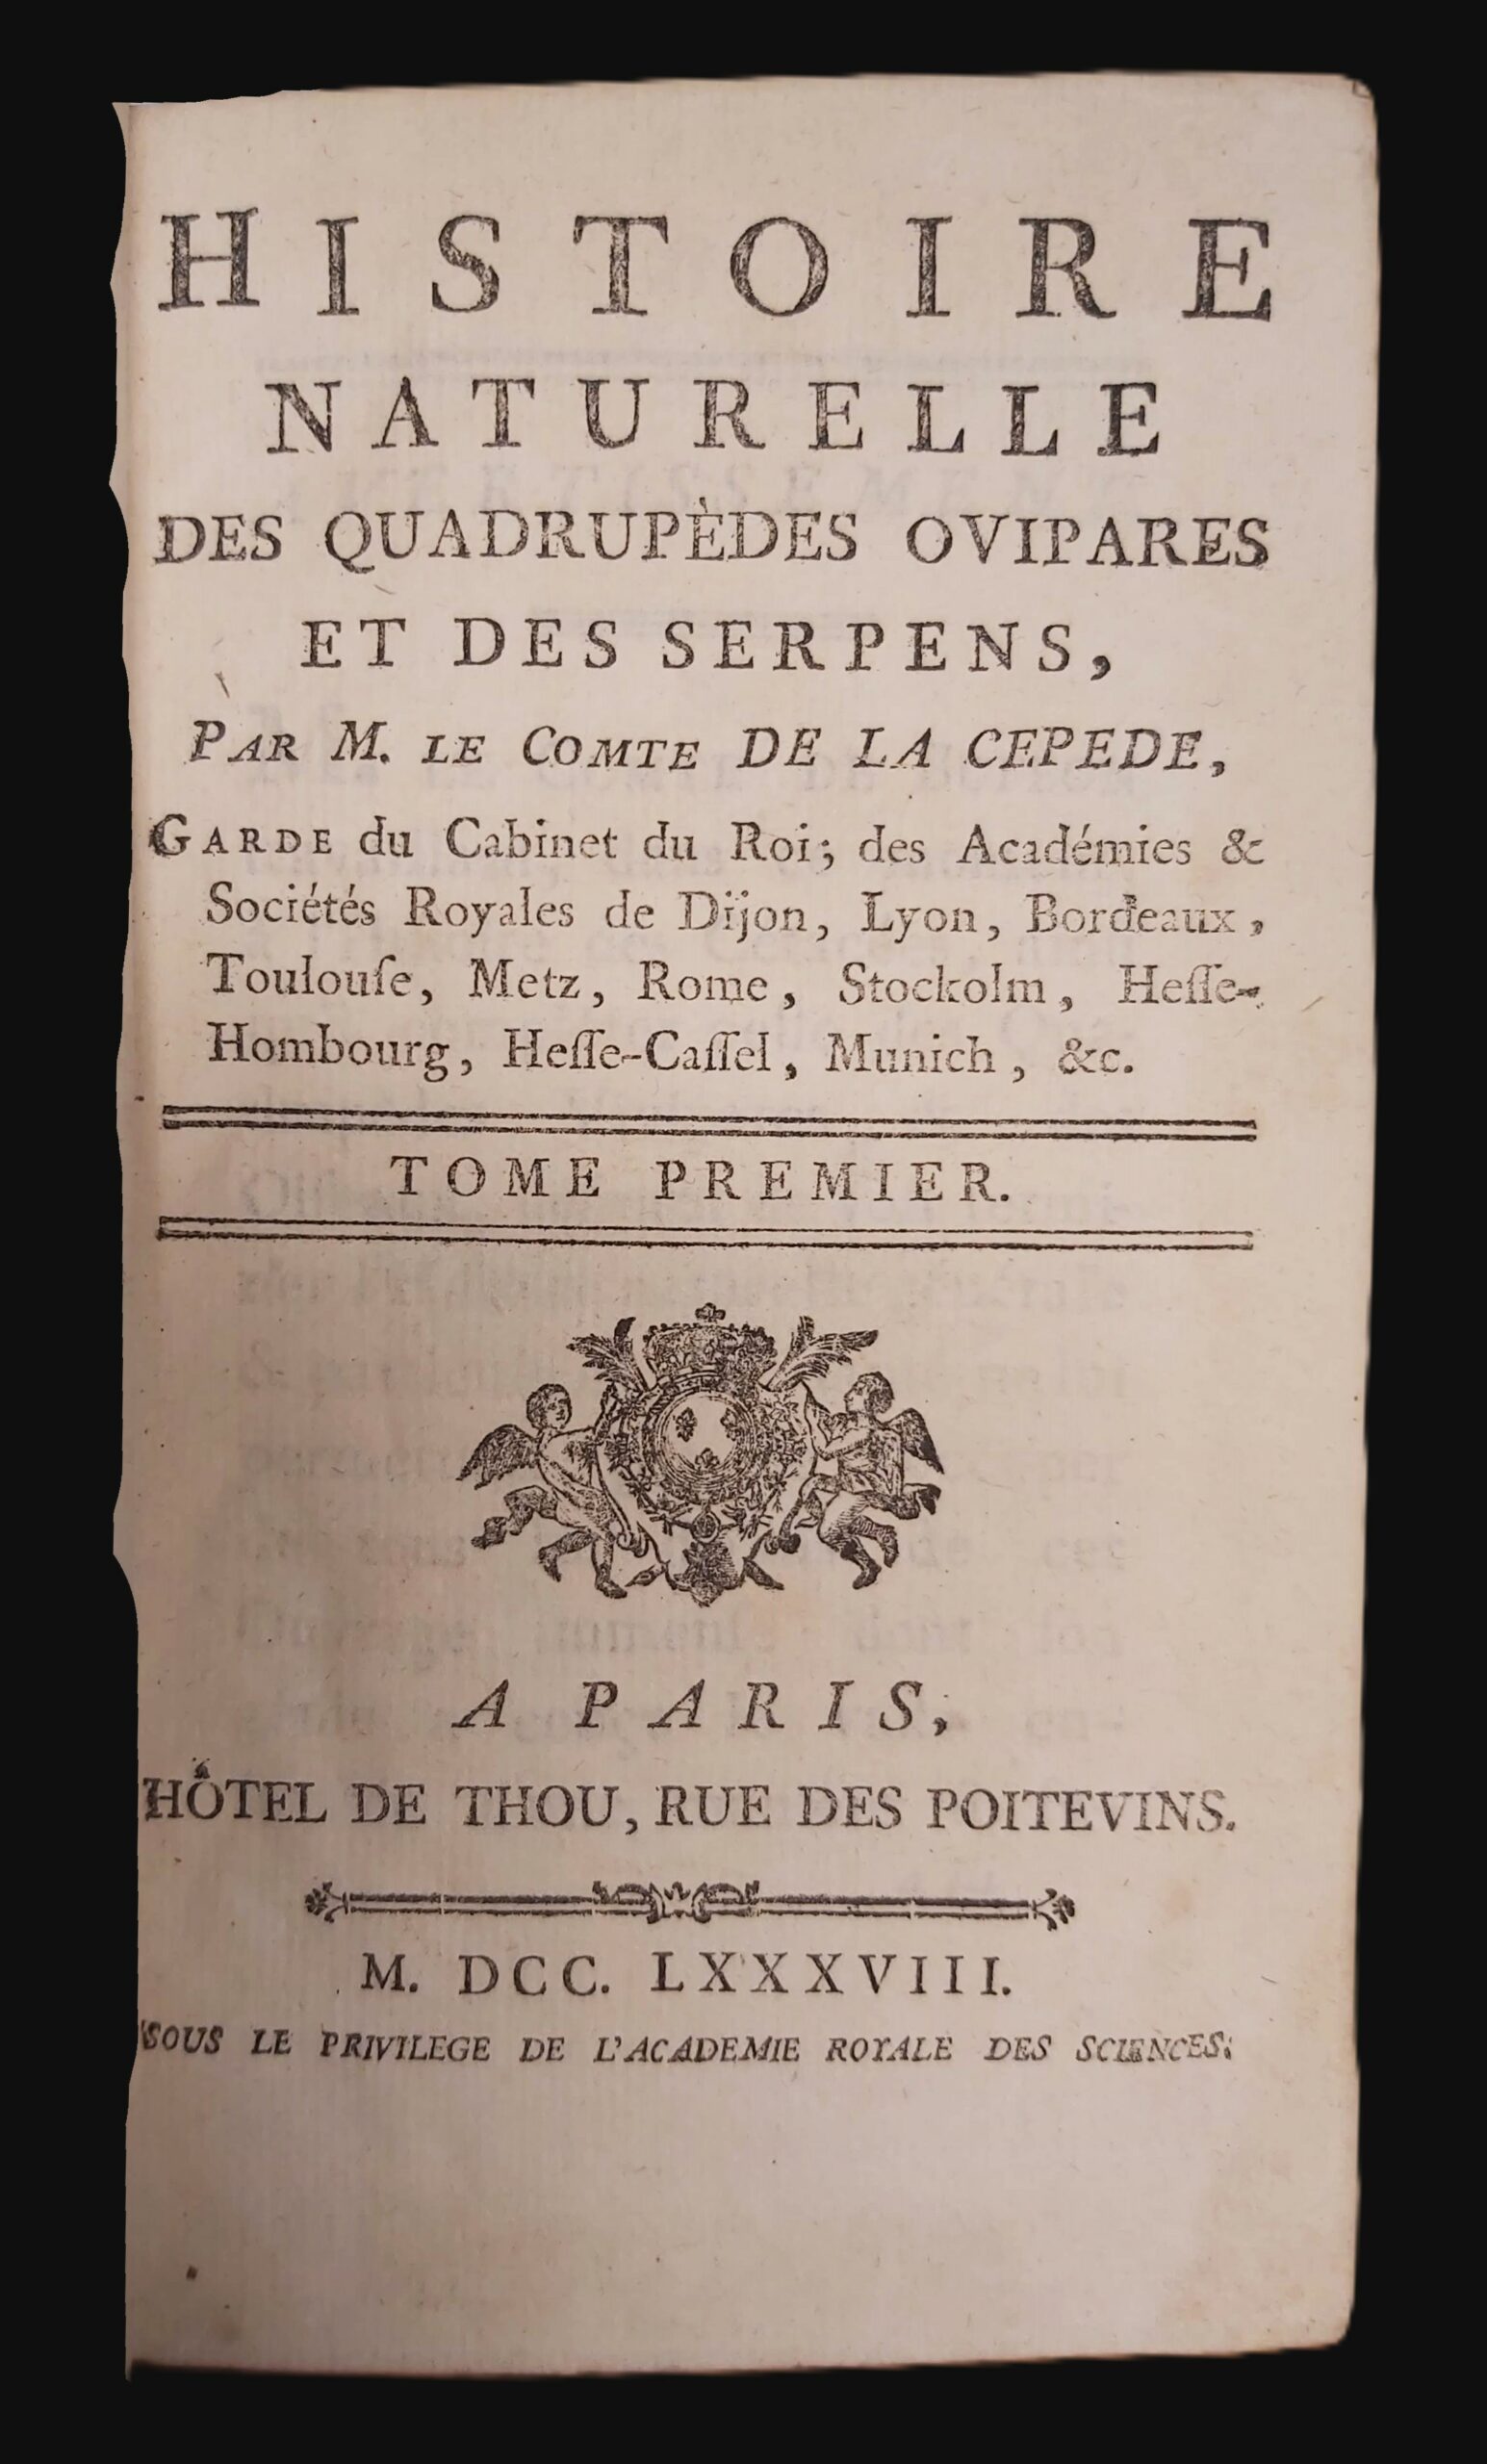 HISTOIRE
NATURELLE
DES QUADRUPÈDES OVIPARES
ET DES SERPENS,
PAR M. LE COMTE DE LA CEPEDE,
GARDE du Cabinet du Roi; des Académies &
Sociétés Royales de Dijon, Lyon, Bordeaux,
Toulouſe, Metz, Rome, Stockolm, Heſſe-
Hombourg, Heſſe-Caſſel, Munich, &c.
TOME PREMIER.
A PARIS,
HÔTEL DE THOU, RUE DES POITEVINS.
M. DCC. LXXXVIII.
SOUS LE PRIVILEGE DE L'ACADEMIE ROYALE DES SCIENCES.